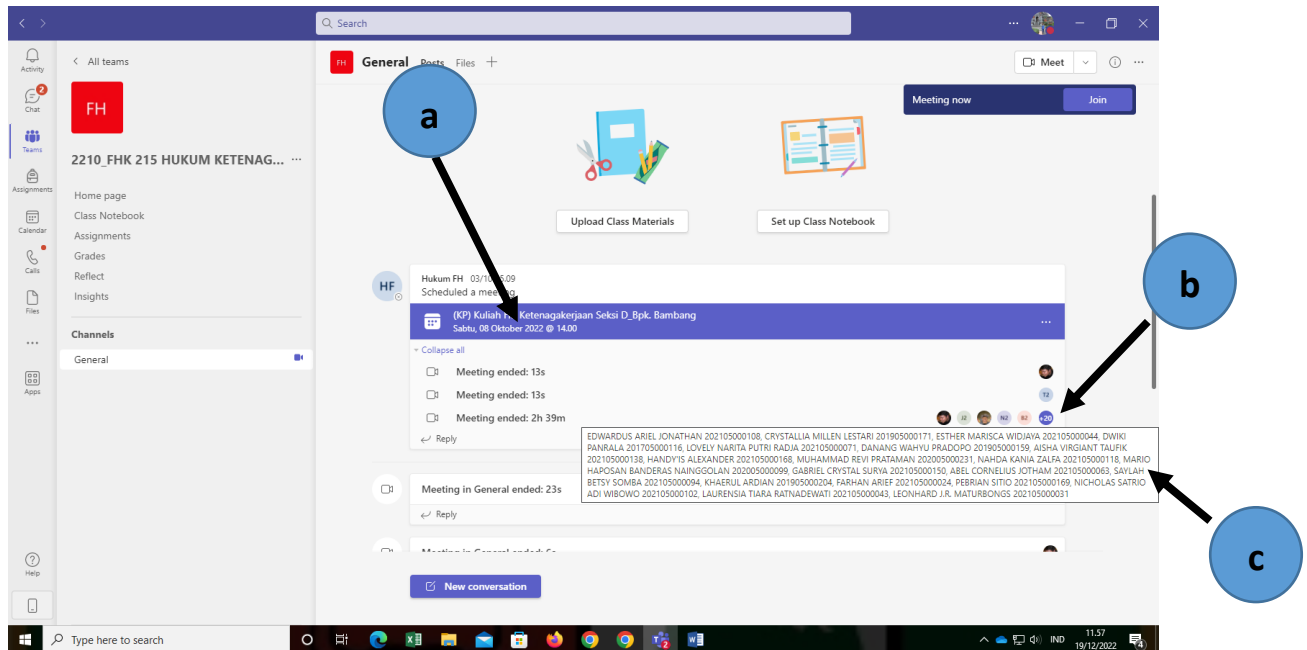 Search
FH General Posts Files
Meet
Activity
Chat
2
Teams
Assignments
Calendar
Calls
Files
Apps
Help
All teams
FH
2210_FHK 215 HUKUM KETENAG...
Home page
Class Notebook
Assignments
Grades
Reflect
Insights
Channels
General
Meeting now Join
a
Upload Class Materials
Set up Class Notebook
HF
Hukum FH
Scheduled a meeting
(KP) Kuliah Ketenagakerjaan Seksi D_Bpk. Bambang
Sabtu, 08 Oktober 2022 @ 14.00
Collapse all
Meeting ended: 13s
Meeting ended: 13s T2
Meeting ended: 2h 39m J2 N2 B2 +20
Reply
b
EDWARDUS ARIEL JONATHAN 202105000108, CRYSTALLIA MILLEN LESTARI 201905000171, ESTHER MARISCA WIDJAYA 202105000044, DWIKI
PANRALA 201705000116, LOVELY NARITA PUTRI RADJA 202105000071, DANANG WAHYU PRADOPO 201905000159, AISHA VIRGIANT TAUFIK
202105000138, HANDY'IS ALEXANDER 202105000168, MUHAMMAD REVI PRATAMAN 202005000231, NAHDA KANIA ZALFA 202105000118, MARIO
HAPOSAN BANDERAS NAINGGOLAN 202005000099, GABRIEL CRYSTAL SURYA 202105000150, ABEL CORNELIUS JOTHAM 202105000063, SAYLAH
BETSY SOMBA 202105000094, KHAERUL ARDIAN 201905000204, FARHAN ARIEF 202105000024, PEBRIAN SITIO 202105000169, NICHOLAS SATRIO
ADI WIBOWO 202105000102, LAURENSIA TIARA RATNADEWATI 202105000043, LEONHARD J.R. MATURBONGS 202105000031
c
Meeting in General ended: 23s
Reply
Meeting in General ended: 6s
New conversation
Type here to search
2
IND
11.57
19/12/2022
4